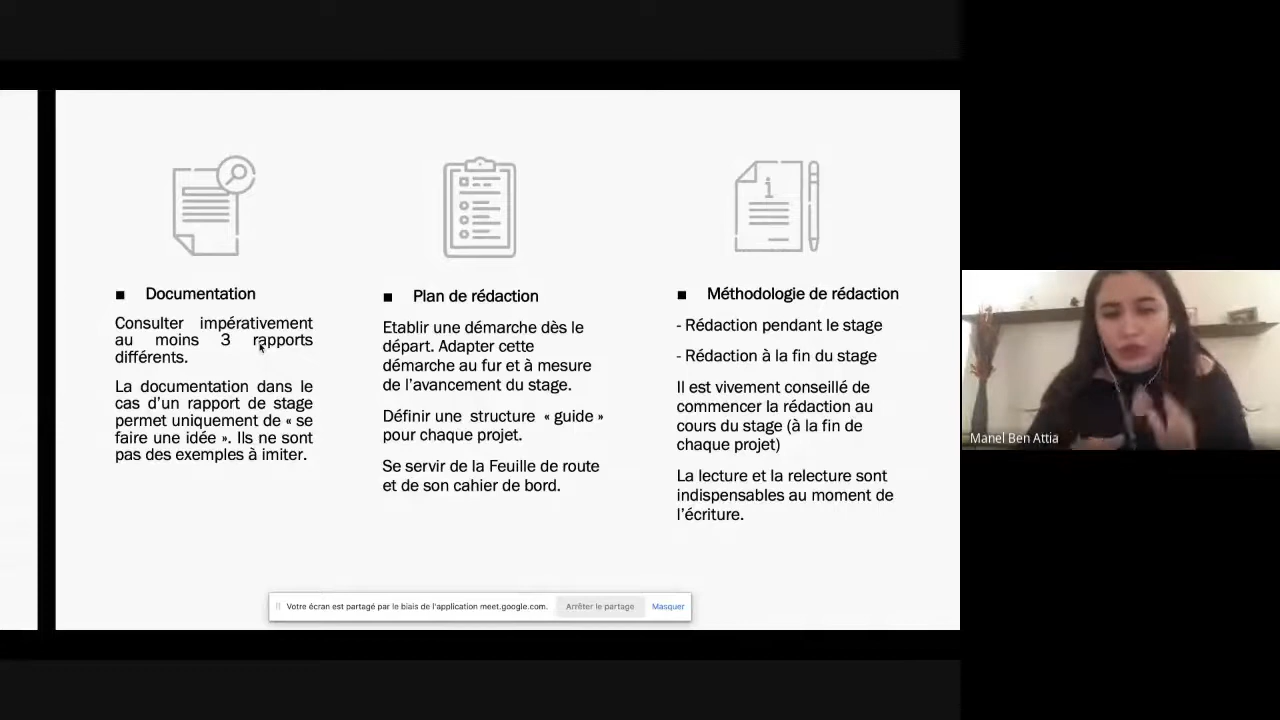 ■ Documentation
Consulter impérativement
au moins 3 rapports
différents.
La documentation dans le
cas d'un rapport de stage
permet uniquement de « se
faire une idée ». Ils ne sont
pas des exemples à imiter.
■ Plan de rédaction
Etablir une démarche dès le
départ. Adapter cette
démarche au fur et à mesure
de l'avancement du stage.
Définir une structure « guide »
pour chaque projet.
Se servir de la Feuille de route
et de son cahier de bord.
i
■ Méthodologie de rédaction
- Rédaction pendant le stage
- Rédaction à la fin du stage
Il est vivement conseillé de
commencer la rédaction au
cours du stage (à la fin de
chaque projet)
La lecture et la relecture sont
indispensables au moment de
l'écriture.
Manel Ben Attia
Votre écran est partagé par le biais de l'application meet.google.com. Arrêter le partage Masquer